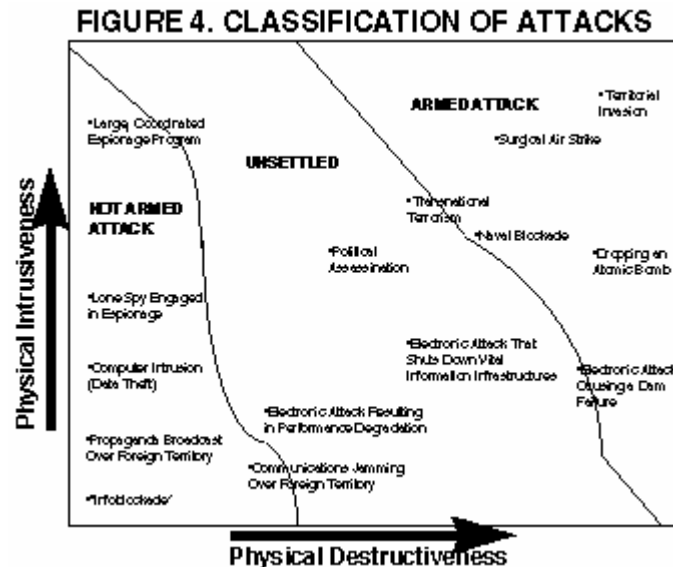 FIGURE 4. CLASSIFICATION OF ATTACKS
ARMED ATTACK
•Territorial
Invasion
•Surgical Air Strike
•Large, Coordinated
Espionage Program
UNSETTLED
NOT ARMED
ATTACK
•Transnational
Terrorism
•Naval Blockade
•Political
Assassination
•Dropping an
Atomic Bomb
•Lone Spy Engaged
in Espionage
•Electronic Attack That
Shuts Down Vital
Information Infrastructures
•Computer Intrusion
(Data Theft)
•Electronic Attack
Causing a Dam
Failure
•Electronic Attack Resulting
in Performance Degradation
•Propaganda Broadcast
Over Foreign Territory
•Communications Jamming
Over Foreign Territory
•'Infoblockade'
Physical Intrusiveness
Physical Destructiveness